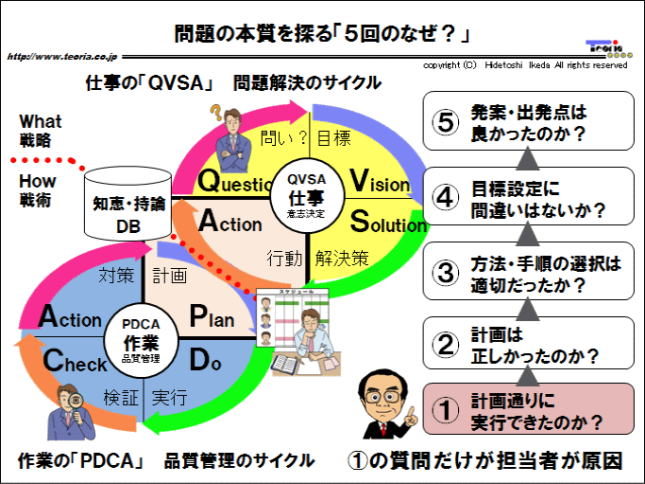 問題の本質を探る「５回のなぜ？」
http://www.teoria.co.jp
Teoria
copyright (C) Hidetoshi Ikeda All rights reserved
仕事の「QVSA」 問題解決のサイクル
What
戦略
How
戦術
知恵・持論
DB
問い？
目標
Question
Vision
QVSA
仕事
意志決定
Action
Solution
行動
解決策
スケジュール
対策
計画
Action
Plan
PDCA
作業
品質管理
Check
Do
検証
実行
⑤ 発案・出発点は
良かったのか？
④ 目標設定に
間違いはないか？
③ 方法・手順の選択は
適切だったか？
② 計画は
正しかったのか？
① 計画通りに
実行できたのか？
作業の「PDCA」 品質管理のサイクル
①の質問だけが担当者が原因